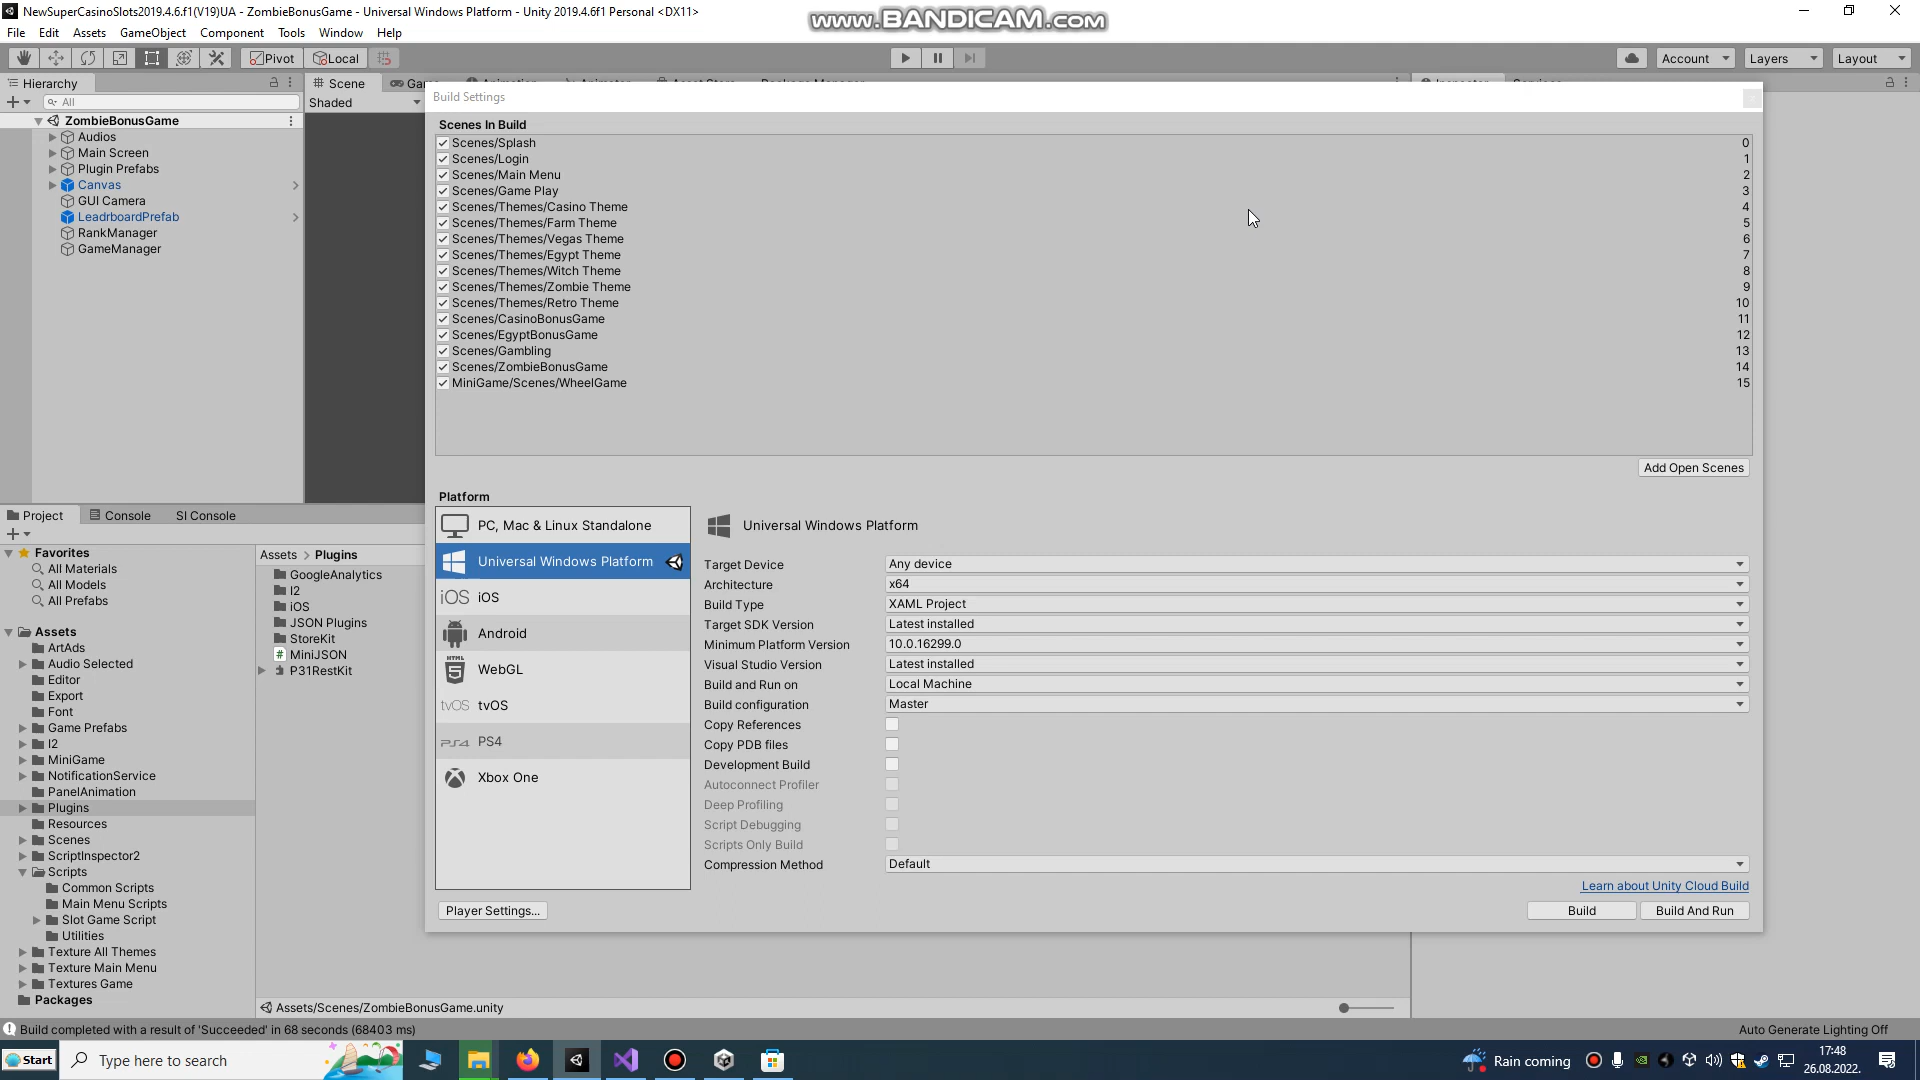 NewSuperCasinoSlots2019.4.6.f1(V19)UA - ZombieBonusGame - Universal Windows Platform - Unity 2019.4.6f1 Personal <DX11>
www.BANDICAM.com
File Edit Assets GameObject Component Tools Window Help
Pivot Local Account Layers Layout
Hierarchy Scene
All Shaded
Build Settings
ZombieBonusGame
Audios
Main Screen
Plugin Prefabs
Canvas
GUI Camera
LeadrboardPrefab
RankManager
GameManager
Scenes In Build
Scenes/Splash 0
Scenes/Login 1
Scenes/Main Menu 2
Scenes/Game Play 3
Scenes/Themes/Casino Theme 4
Scenes/Themes/Farm Theme 5
Scenes/Themes/Vegas Theme 6
Scenes/Themes/Egypt Theme 7
Scenes/Themes/Witch Theme 8
Scenes/Themes/Zombie Theme 9
Scenes/Themes/Retro Theme 10
Scenes/CasinoBonusGame 11
Scenes/EgyptBonusGame 12
Scenes/Gambling 13
Scenes/ZombieBonusGame 14
MiniGame/Scenes/WheelGame 15
Add Open Scenes
Platform
PC, Mac & Linux Standalone
Universal Windows Platform
iOS iOS
Android
HTML 5 WebGL
tvOS tvOS
PS4 PS4
Xbox One
Universal Windows Platform
Target Device Any device
Architecture x64
Build Type XAML Project
Target SDK Version Latest installed
Minimum Platform Version 10.0.16299.0
Visual Studio Version Latest installed
Build and Run on Local Machine
Build configuration Master
Copy References
Copy PDB files
Development Build
Autoconnect Profiler
Deep Profiling
Script Debugging
Scripts Only Build
Compression Method Default
Learn about Unity Cloud Build
Player Settings... Build Build And Run
Project Console SI Console
Favorites
All Materials
All Models
All Prefabs
Assets
ArtAds
Audio Selected
Editor
Export
Font
Game Prefabs
I2
MiniGame
NotificationService
PanelAnimation
Plugins
Resources
Scenes
ScriptInspector2
Scripts
Common Scripts
Main Menu Scripts
Slot Game Script
Utilities
Texture All Themes
Texture Main Menu
Textures Game
Packages
Assets > Plugins
GoogleAnalytics
I2
iOS
JSON Plugins
StoreKit
# MiniJSON
P31RestKit
Assets/Scenes/ZombieBonusGame.unity
Build completed with a result of 'Succeeded' in 68 seconds (68403 ms) Auto Generate Lighting Off
Start Type here to search Rain coming 17:48
26.08.2022.